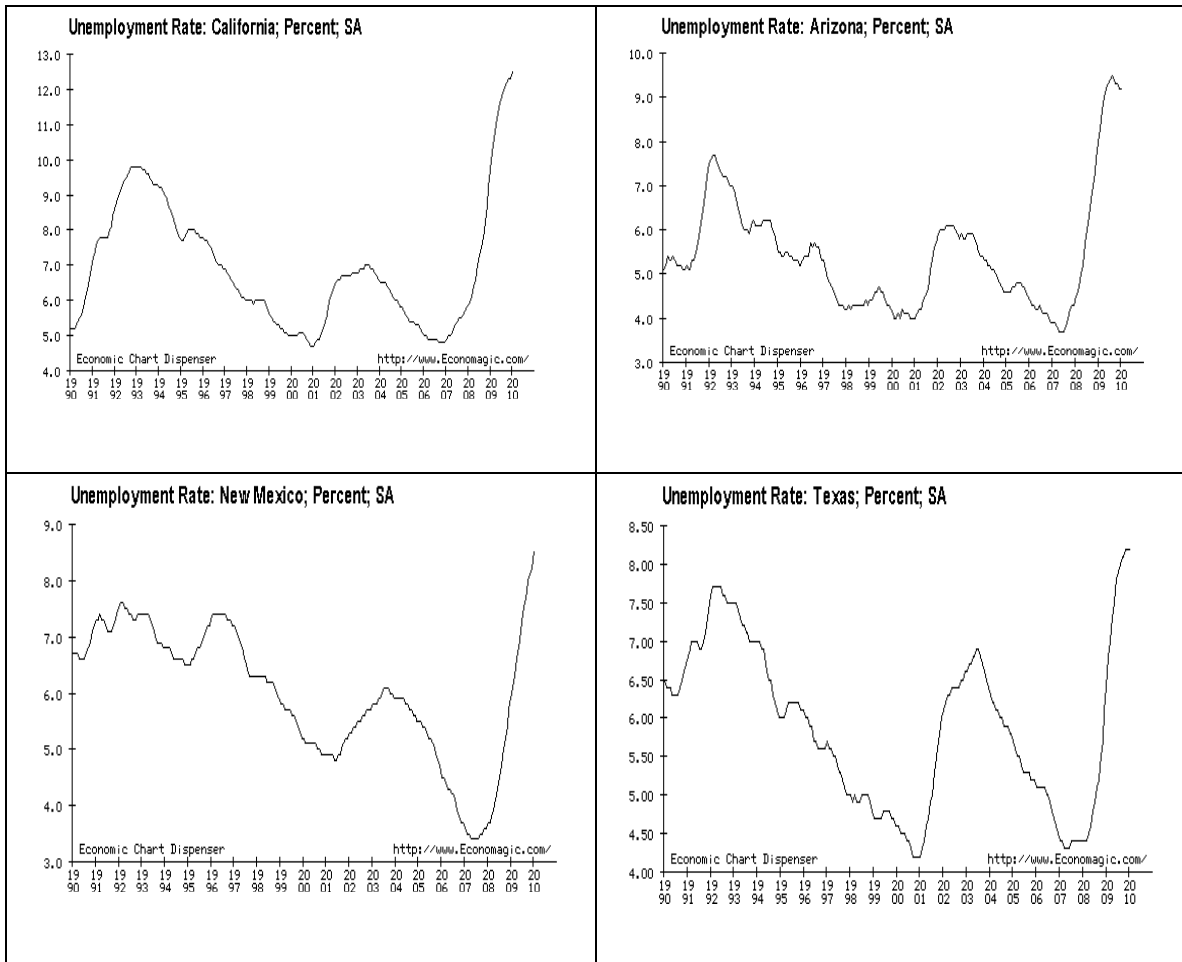 Unemployment Rate: California; Percent; SA
13.0
12.0
11.0
10.0
9.0
8.0
7.0
6.0
5.0
4.0
Economic Chart Dispenser http://www.Economagic.com/
19 19 19 19 19 19 19 19 19 19 20 20 20 20 20 20 20 20 20 20 20
90 91 92 93 94 95 96 97 98 99 00 01 02 03 04 05 06 07 08 09 10
Unemployment Rate: Arizona; Percent; SA
10.0
9.0
8.0
7.0
6.0
5.0
4.0
3.0
Economic Chart Dispenser http://www.Economagic.com/
19 19 19 19 19 19 19 19 19 19 20 20 20 20 20 20 20 20 20 20 20
90 91 92 93 94 95 96 97 98 99 00 01 02 03 04 05 06 07 08 09 10
Unemployment Rate: New Mexico; Percent; SA
9.0
8.0
7.0
6.0
5.0
4.0
3.0
Economic Chart Dispenser http://www.Economagic.com/
19 19 19 19 19 19 19 19 19 19 20 20 20 20 20 20 20 20 20 20 20
90 91 92 93 94 95 96 97 98 99 00 01 02 03 04 05 06 07 08 09 10
Unemployment Rate: Texas; Percent; SA
8.50
8.00
7.50
7.00
6.50
6.00
5.50
5.00
4.50
4.00
Economic Chart Dispenser http://www.Economagic.com/
19 19 19 19 19 19 19 19 19 19 20 20 20 20 20 20 20 20 20 20 20
90 91 92 93 94 95 96 97 98 99 00 01 02 03 04 05 06 07 08 09 10